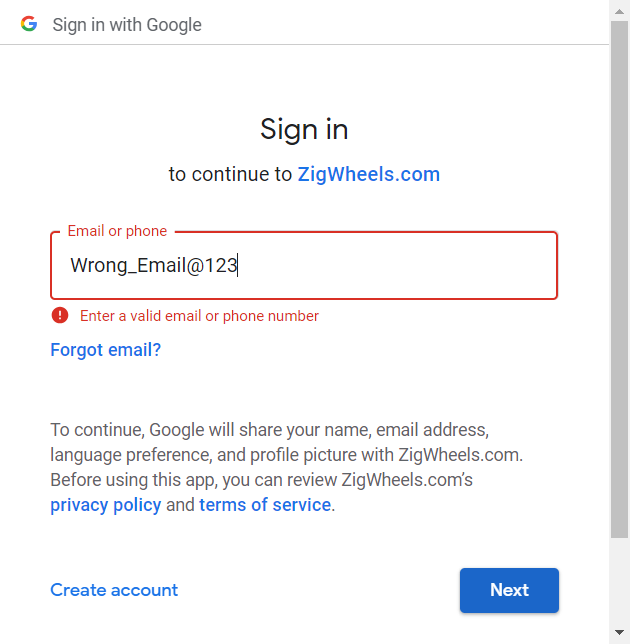 Sign in with Google
Sign in
to continue to ZigWheels.com
Email or phone
Wrong_Email@123
Enter a valid email or phone number
Forgot email?
To continue, Google will share your name, email address,
language preference, and profile picture with ZigWheels.com.
Before using this app, you can review ZigWheels.com’s
privacy policy and terms of service.
Create account
Next